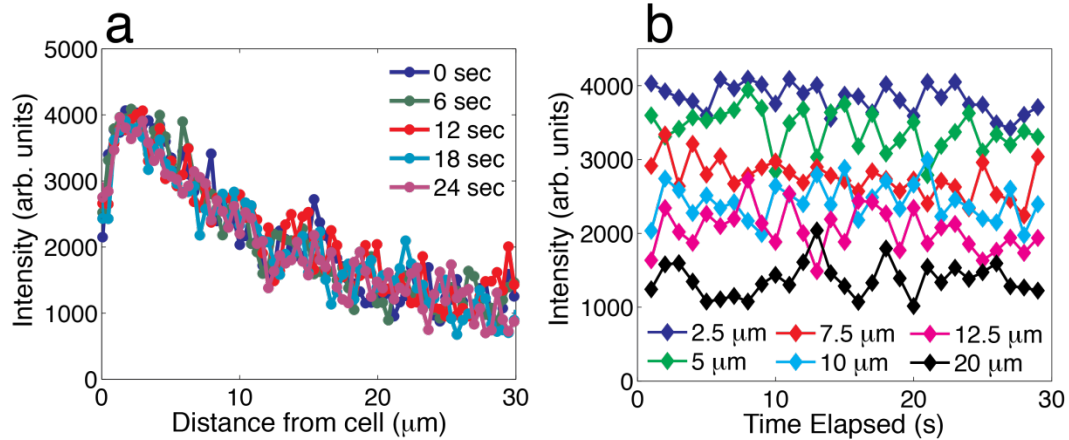 a
5000
4000
3000
2000
1000
0
Intensity (arb. units)
0 sec
6 sec
12 sec
18 sec
24 sec
0 10 20 30
Distance from cell (μm)
b
4000
3000
2000
1000
0
Intensity (arb. units)
2.5 μm 7.5 μm 12.5 μm
5 μm 10 μm 20 μm
0 10 20 30
Time Elapsed (s)